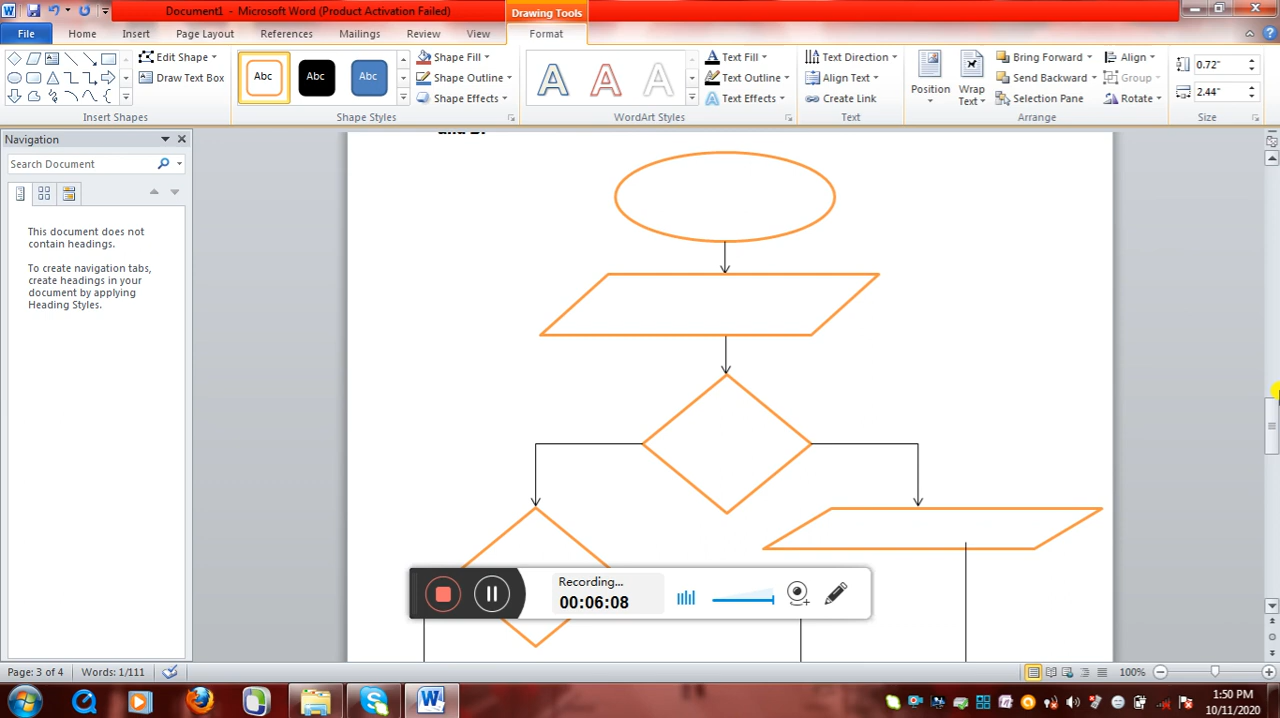 Document1 - Microsoft Word (Product Activation Failed)
Drawing Tools
File Home Insert Page Layout References Mailings Review View Format
Edit Shape
Draw Text Box
Insert Shapes
Abc Abc Abc
Shape Fill
Shape Outline
Shape Effects
Shape Styles
A A A
Text Fill
Text Outline
Text Effects
WordArt Styles
Text Direction
Align Text
Create Link
Text
Position
Wrap Text
Bring Forward
Send Backward
Selection Pane
Align
Group
Rotate
Arrange
0.72"
2.44"
Size
Navigation
Search Document
This document does not
contain headings.
To create navigation tabs,
create headings in your
document by applying
Heading Styles.
and B.
Recording...
00:06:08
Page: 3 of 4 Words: 1/111
100%
1:50 PM
10/11/2020